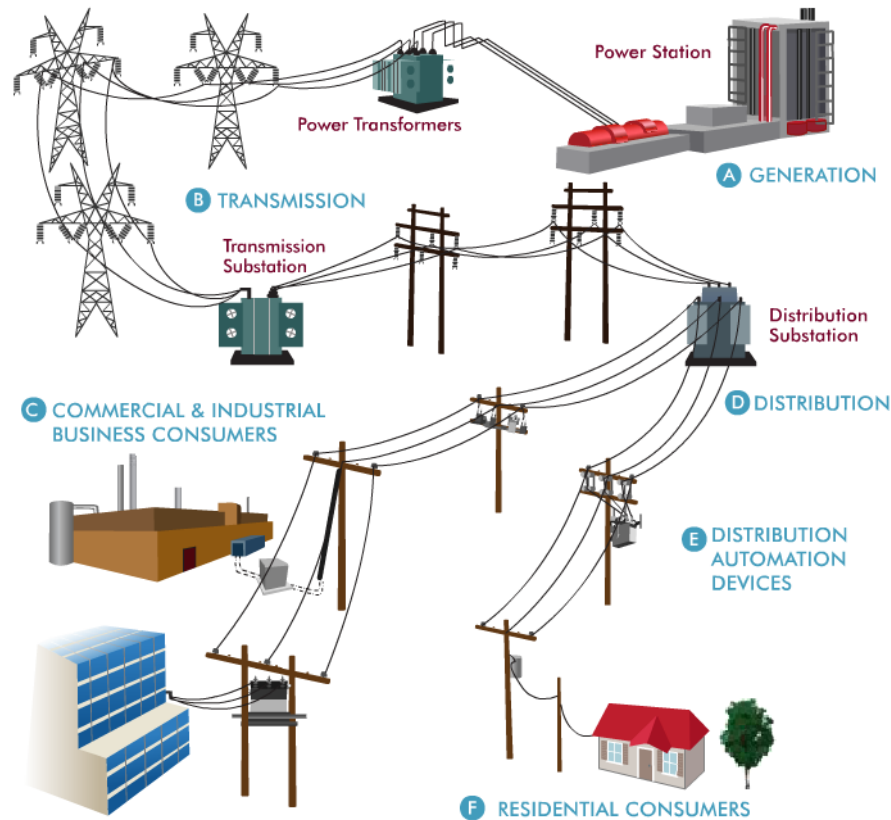 Power Station
Power Transformers
A GENERATION
B TRANSMISSION
Transmission
Substation
Distribution
Substation
C COMMERCIAL & INDUSTRIAL
BUSINESS CONSUMERS
D DISTRIBUTION
E DISTRIBUTION
AUTOMATION
DEVICES
F RESIDENTIAL CONSUMERS